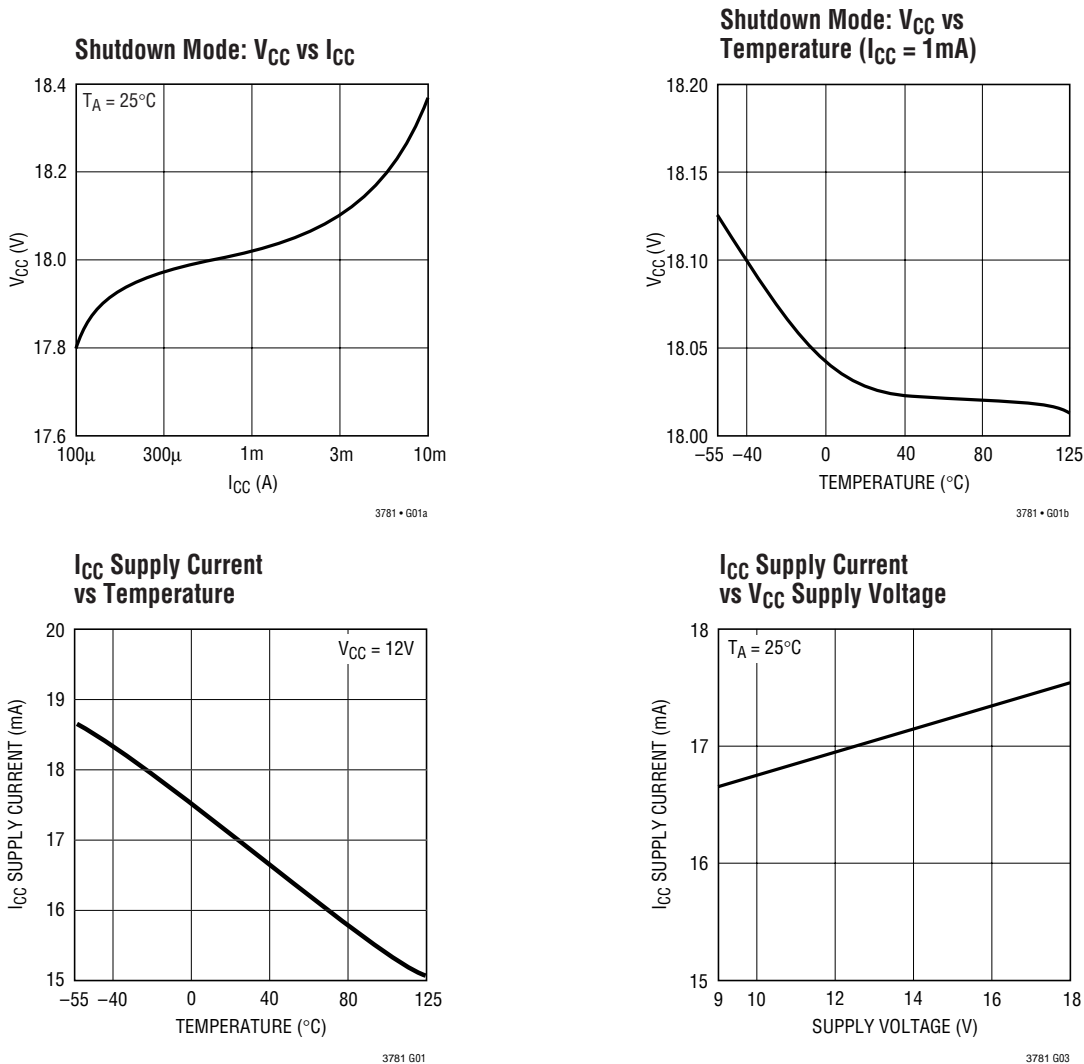 Shutdown Mode: VCC vs ICC
TA = 25°C
18.4
18.2
18.0
17.8
17.6
VCC (V)
100µ 300µ 1m 3m 10m
ICC (A)
3781 • G01a
Shutdown Mode: VCC vs
Temperature (ICC = 1mA)
18.20
18.15
18.10
18.05
18.00
VCC (V)
–55 –40 0 40 80 125
TEMPERATURE (°C)
3781 • G01b
ICC Supply Current
vs Temperature
VCC = 12V
20
19
18
17
16
15
ICC SUPPLY CURRENT (mA)
–55 –40 0 40 80 125
TEMPERATURE (°C)
3781 G01
ICC Supply Current
vs VCC Supply Voltage
TA = 25°C
18
17
16
15
ICC SUPPLY CURRENT (mA)
9 10 12 14 16 18
SUPPLY VOLTAGE (V)
3781 G03